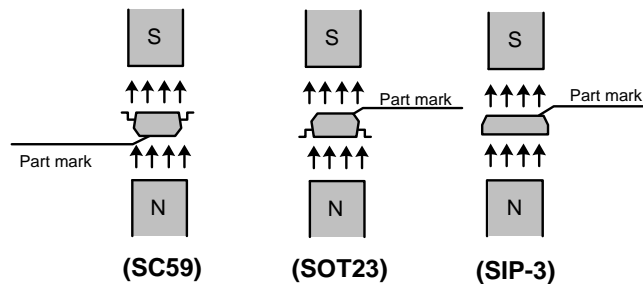 S
S
S
Part mark
Part mark
Part mark
N
N
N
(SC59)
(SOT23)
(SIP-3)